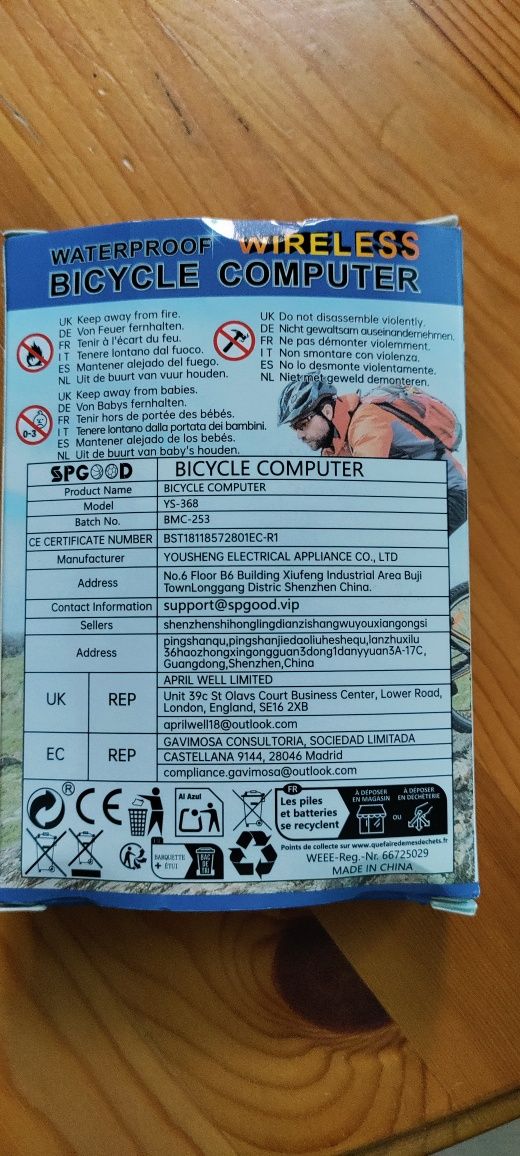 WATERPROOF WIRELESS
BICYCLE COMPUTER
UK Keep away from fire.
DE Von Feuer fernhalten.
FR Tenir à l'écart du feu.
IT Tenere lontano dal fuoco.
ES Mantener alejado del fuego.
NL Uit de buurt van vuur houden.
UK Do not disassemble violently.
DE Nicht gewaltsam auseinandernehmen.
FR Ne pas démonter violemment.
IT Non smontare con violenza.
ES No lo desmonte violentamente.
NL Niet met geweld demonteren.
0-3
UK Keep away from babies.
DE Von Babys fernhalten.
FR Tenir hors de portée des bébés.
IT Tenere lontano dalla portata dei bambini.
ES Mantener alejado de los bebés.
NL Uit de buurt van baby's houden.
SPGOOD BICYCLE COMPUTER
Product Name BICYCLE COMPUTER
Model YS-368
Batch No. BMC-253
CE CERTIFICATE NUMBER BST18118572801EC-R1
Manufacturer YOUSHENG ELECTRICAL APPLIANCE CO., LTD
Address No.6 Floor B6 Building Xiufeng Industrial Area Buji
TownLonggang Distric Shenzhen China.
Contact Information support@spgood.vip
Sellers shenzhenshihonglingdianzishangwuyouxiangongsi
Address pingshanqu,pingshanjiedaoliuheshequ,lanzhuxilu
36haozhongxingongguan3dong1danyyuan3A-17C,
Guangdong,Shenzhen,China
UK REP APRIL WELL LIMITED
Unit 39c St Olavs Court Business Center, Lower Road,
London, England, SE16 2XB
aprilwell18@outlook.com
EC REP GAVIMOSA CONSULTORIA, SOCIEDAD LIMITADA
CASTELLANA 9144, 28046 Madrid
compliance.gavimosa@outlook.com
®
CE
Al Azul
FR
Les piles
et batteries
se recyclent
À DÉPOSER
EN MAGASIN
OU
À DÉPOSER
EN DÉCHÈTERIE
Points de collecte sur www.quefairedemesdechets.fr
BARQUETTE
+ ÉTUI
BAC
DE
TRI
WEEE-Reg.-Nr. 66725029
MADE IN CHINA